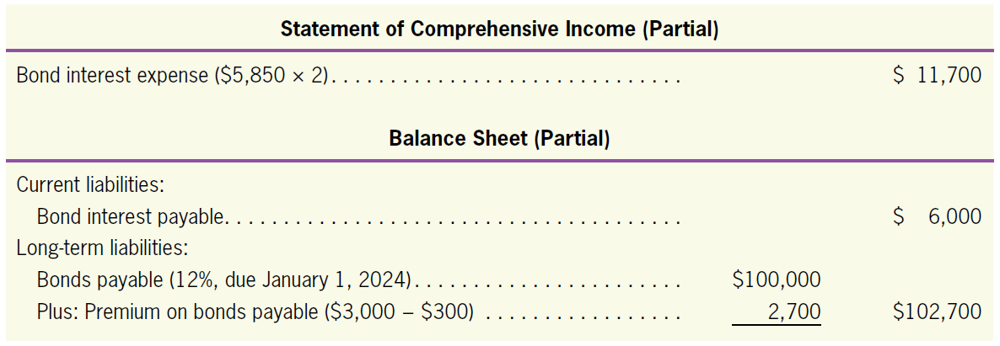 Statement of Comprehensive Income (Partial)
Bond interest expense ($5,850 × 2). . . . . . . . . . . . . . . . . . . . . . . . . . . . . . $ 11,700
Balance Sheet (Partial)
Current liabilities:
Bond interest payable. . . . . . . . . . . . . . . . . . . . . . . . . . . . . . . . . . . . . . . $ 6,000
Long-term liabilities:
Bonds payable (12%, due January 1, 2024). . . . . . . . . . . . . . . . . . . . . . . $100,000
Plus: Premium on bonds payable ($3,000 – $300) . . . . . . . . . . . . . . . . . 2,700 $102,700